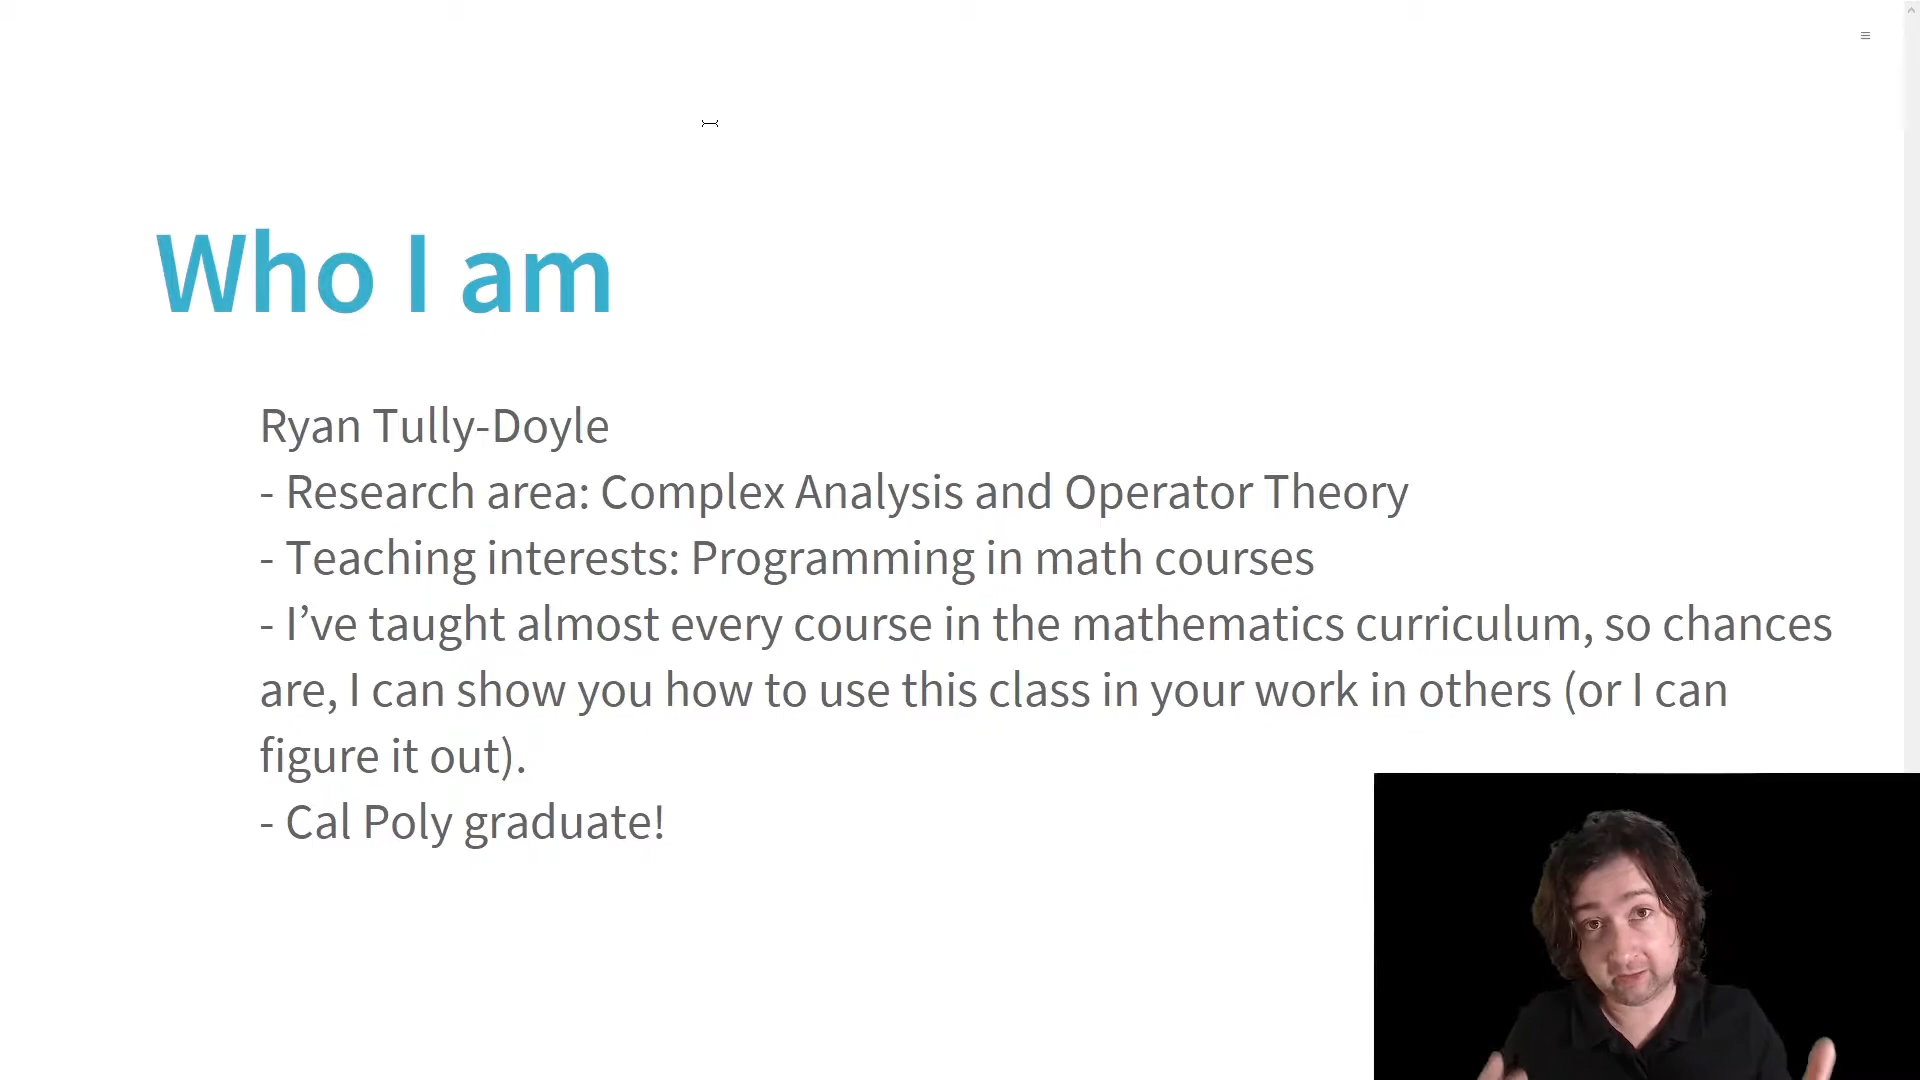 Who I am
Ryan Tully-Doyle
- Research area: Complex Analysis and Operator Theory
- Teaching interests: Programming in math courses
- I’ve taught almost every course in the mathematics curriculum, so chances
are, I can show you how to use this class in your work in others (or I can
figure it out).
- Cal Poly graduate!